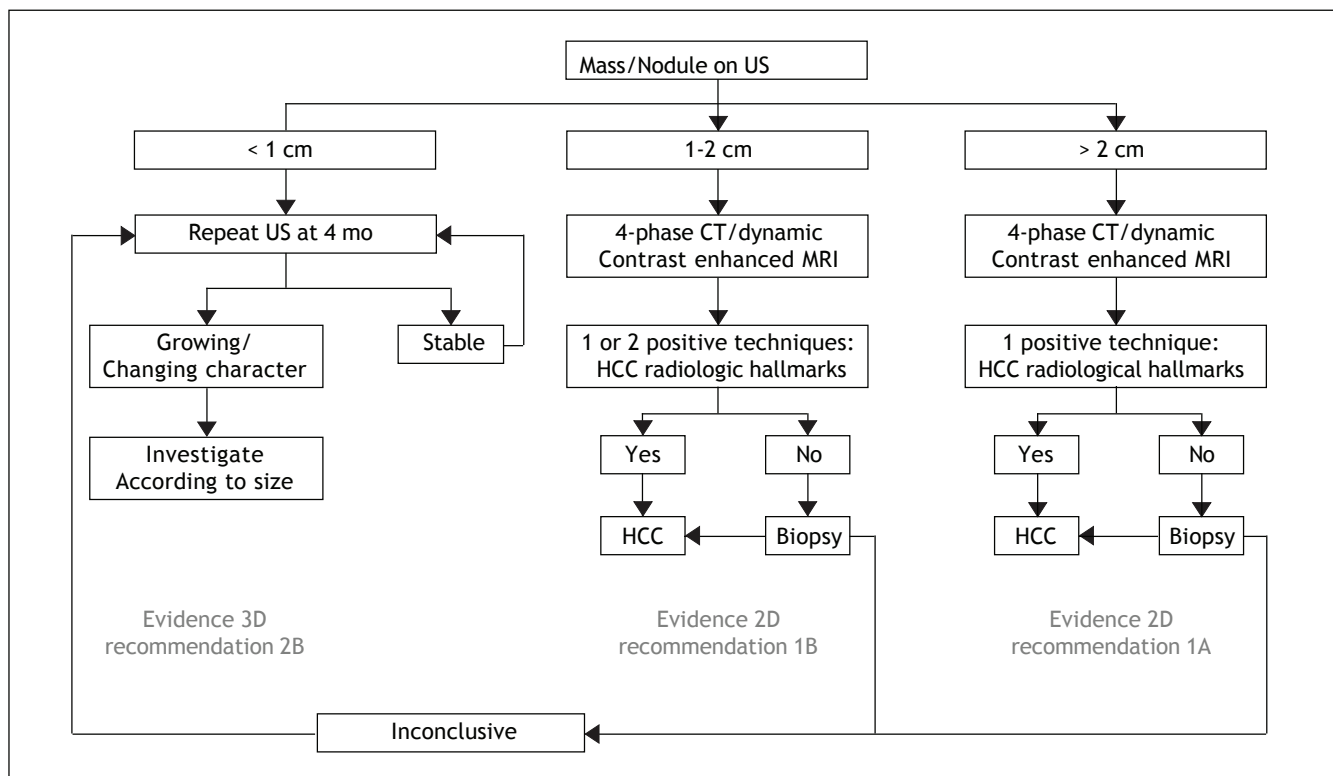 Mass/Nodule on US
< 1 cm
1-2 cm
> 2 cm
Repeat US at 4 mo
4-phase CT/dynamic
Contrast enhanced MRI
4-phase CT/dynamic
Contrast enhanced MRI
Growing/
Changing character
Stable
1 or 2 positive techniques:
HCC radiologic hallmarks
1 positive technique:
HCC radiological hallmarks
Investigate
According to size
Yes
No
Yes
No
HCC
Biopsy
HCC
Biopsy
Evidence 3D
recommendation 2B
Evidence 2D
recommendation 1B
Evidence 2D
recommendation 1A
Inconclusive